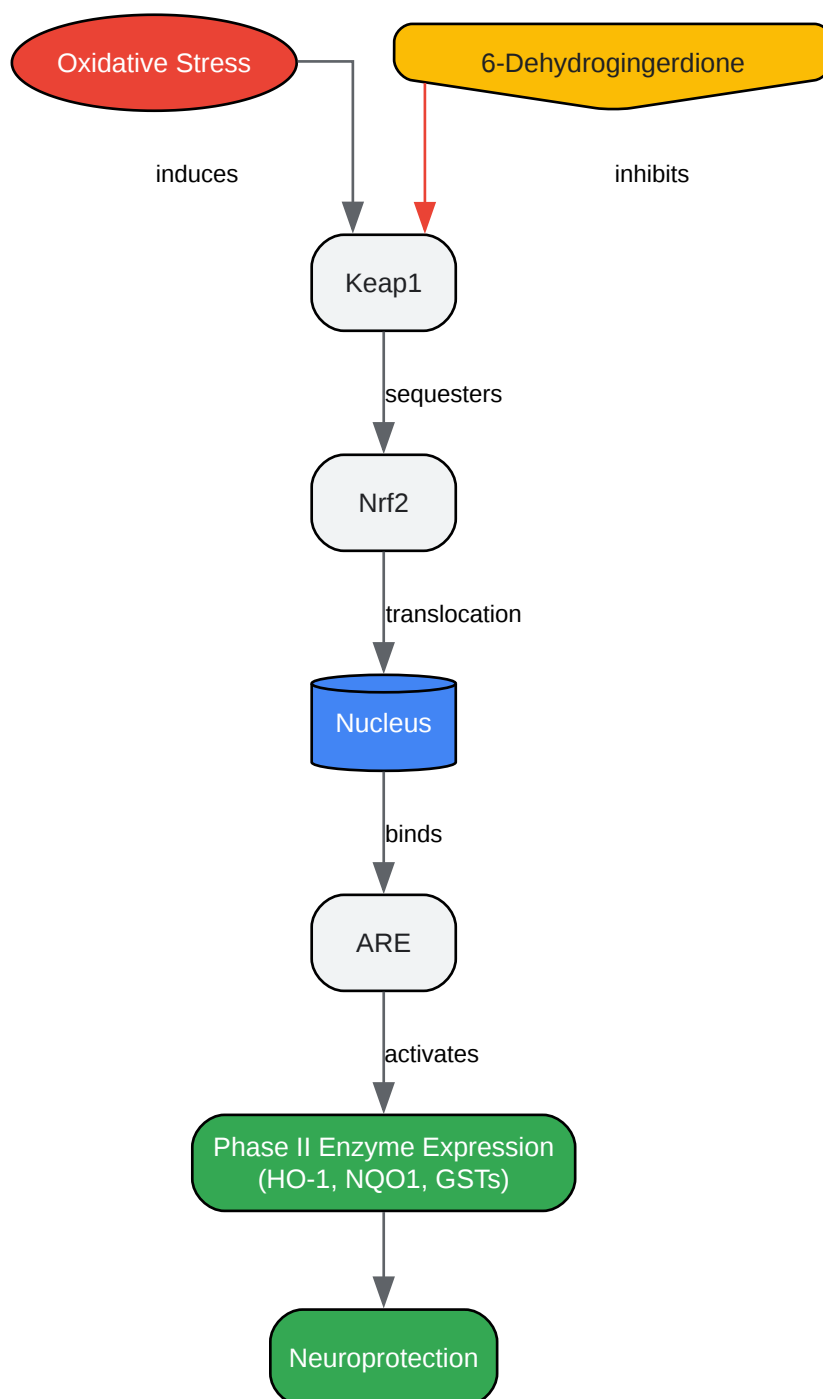 Oxidative Stress
6-Dehydrogingerdione
induces
inhibits
Keap1
sequesters
Nrf2
translocation
Nucleus
binds
ARE
activates
Phase II Enzyme Expression
(HO-1, NQO1, GSTs)
Neuroprotection